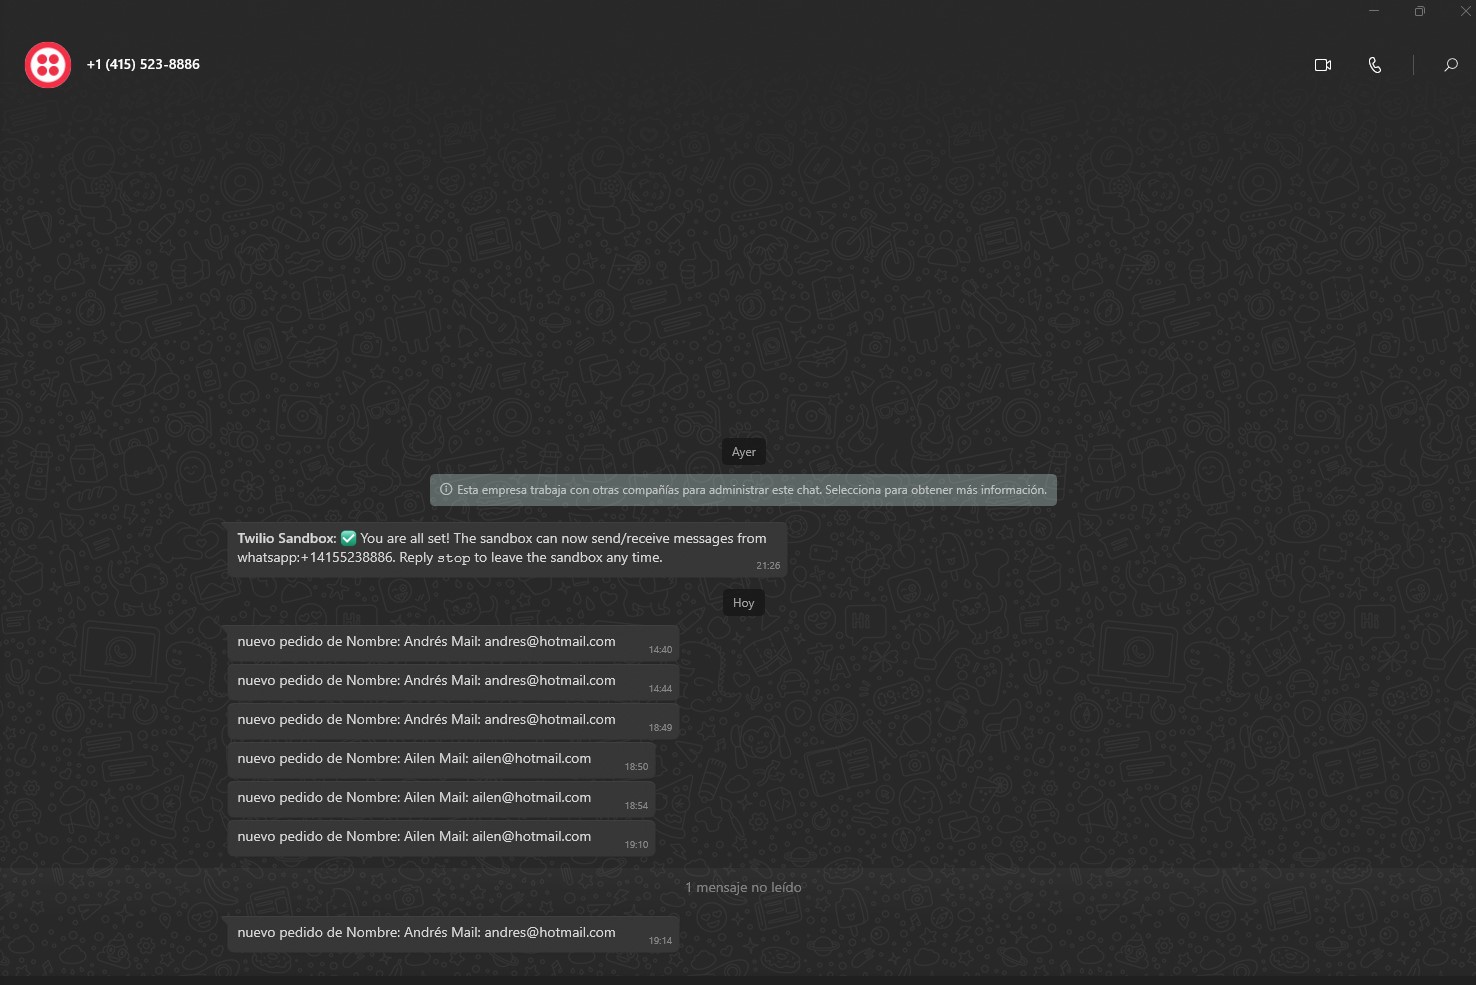 +1 (415) 523-8886
Ayer
Esta empresa trabaja con otras compañías para administrar este chat. Selecciona para obtener más información.
Twilio Sandbox: ✅ You are all set! The sandbox can now send/receive messages from
whatsapp:+14155238886. Reply stop to leave the sandbox any time.
21:26
Hoy
nuevo pedido de Nombre: Andrés Mail: andres@hotmail.com
14:40
nuevo pedido de Nombre: Andrés Mail: andres@hotmail.com
14:44
nuevo pedido de Nombre: Andrés Mail: andres@hotmail.com
18:49
nuevo pedido de Nombre: Ailen Mail: ailen@hotmail.com
18:50
nuevo pedido de Nombre: Ailen Mail: ailen@hotmail.com
18:54
nuevo pedido de Nombre: Ailen Mail: ailen@hotmail.com
19:10
1 mensaje no leído
nuevo pedido de Nombre: Andrés Mail: andres@hotmail.com
19:14